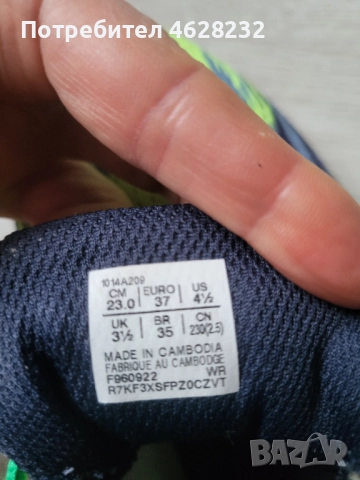 Потребител 4628232
1014A209
CM EURO US
23.0 37 4½
UK BR CN
3½ 35 230(2.5)
MADE IN CAMBODIA
FABRIQUE AU CAMBODGE
F960922 WR
R7KF3XSFPZ0CZVT
BAZAR